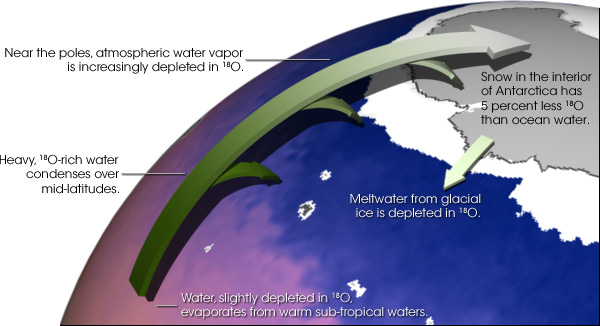 Near the poles, atmospheric water vapor
is increasingly depleted in ¹⁸O.
Snow in the interior
of Antarctica has
5 percent less ¹⁸O
than ocean water.
Heavy, ¹⁸O-rich water
condenses over
mid-latitudes.
Meltwater from glacial
ice is depleted in ¹⁸O.
Water, slightly depleted in ¹⁸O,
evaporates from warm sub-tropical waters.